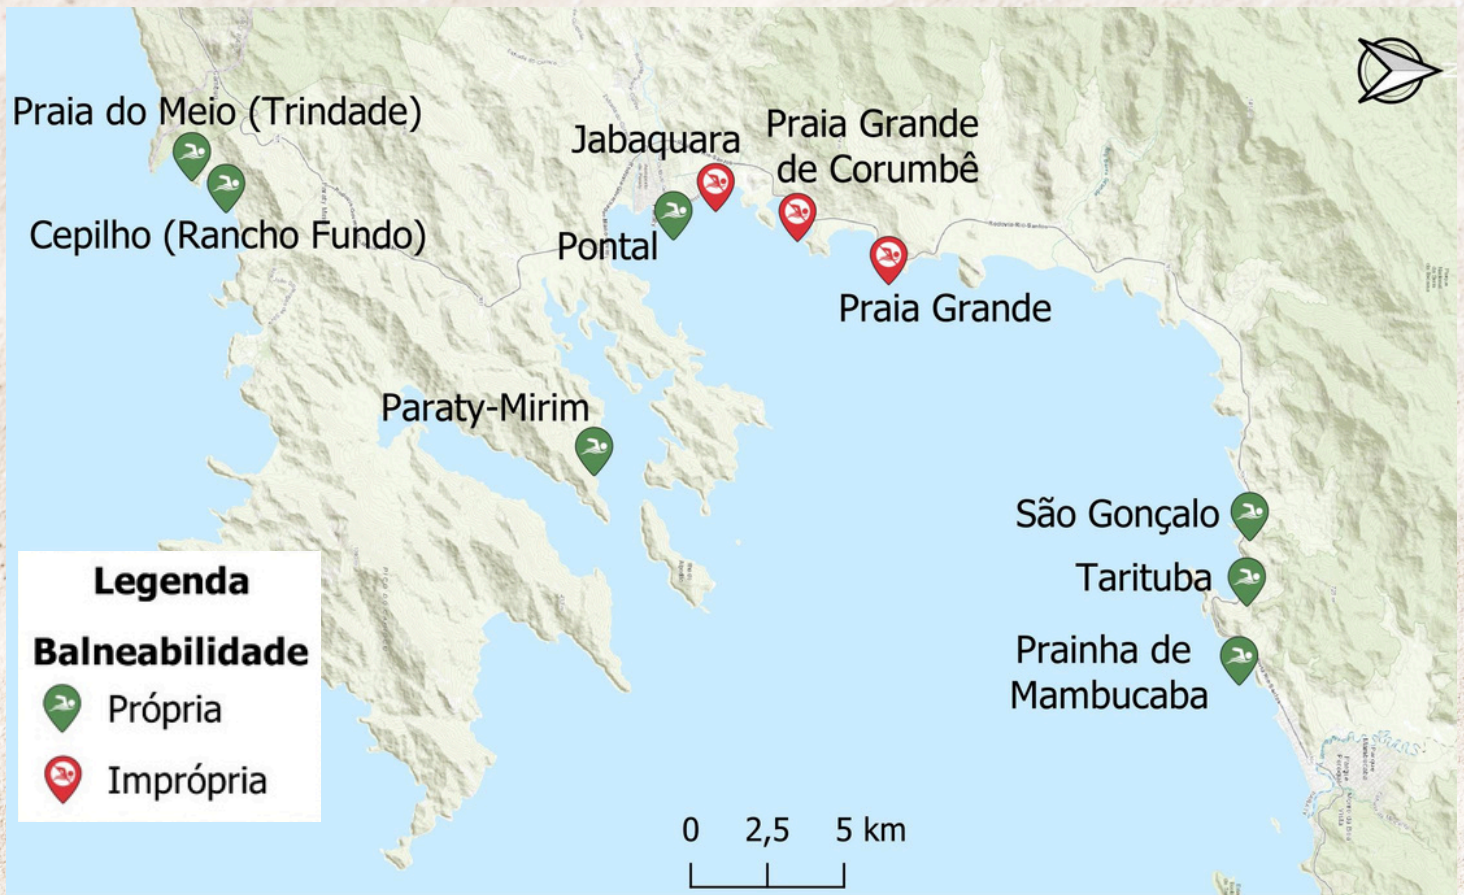 Praia do Meio (Trindade)
Cepilho (Rancho Fundo)
Jabaquara
Praia Grande
de Corumbê
Pontal
Praia Grande
Paraty-Mirim
São Gonçalo
Tarituba
Prainha de
Mambucaba
Legenda
Balneabilidade
Própria
Imprópria
0 2,5 5 km